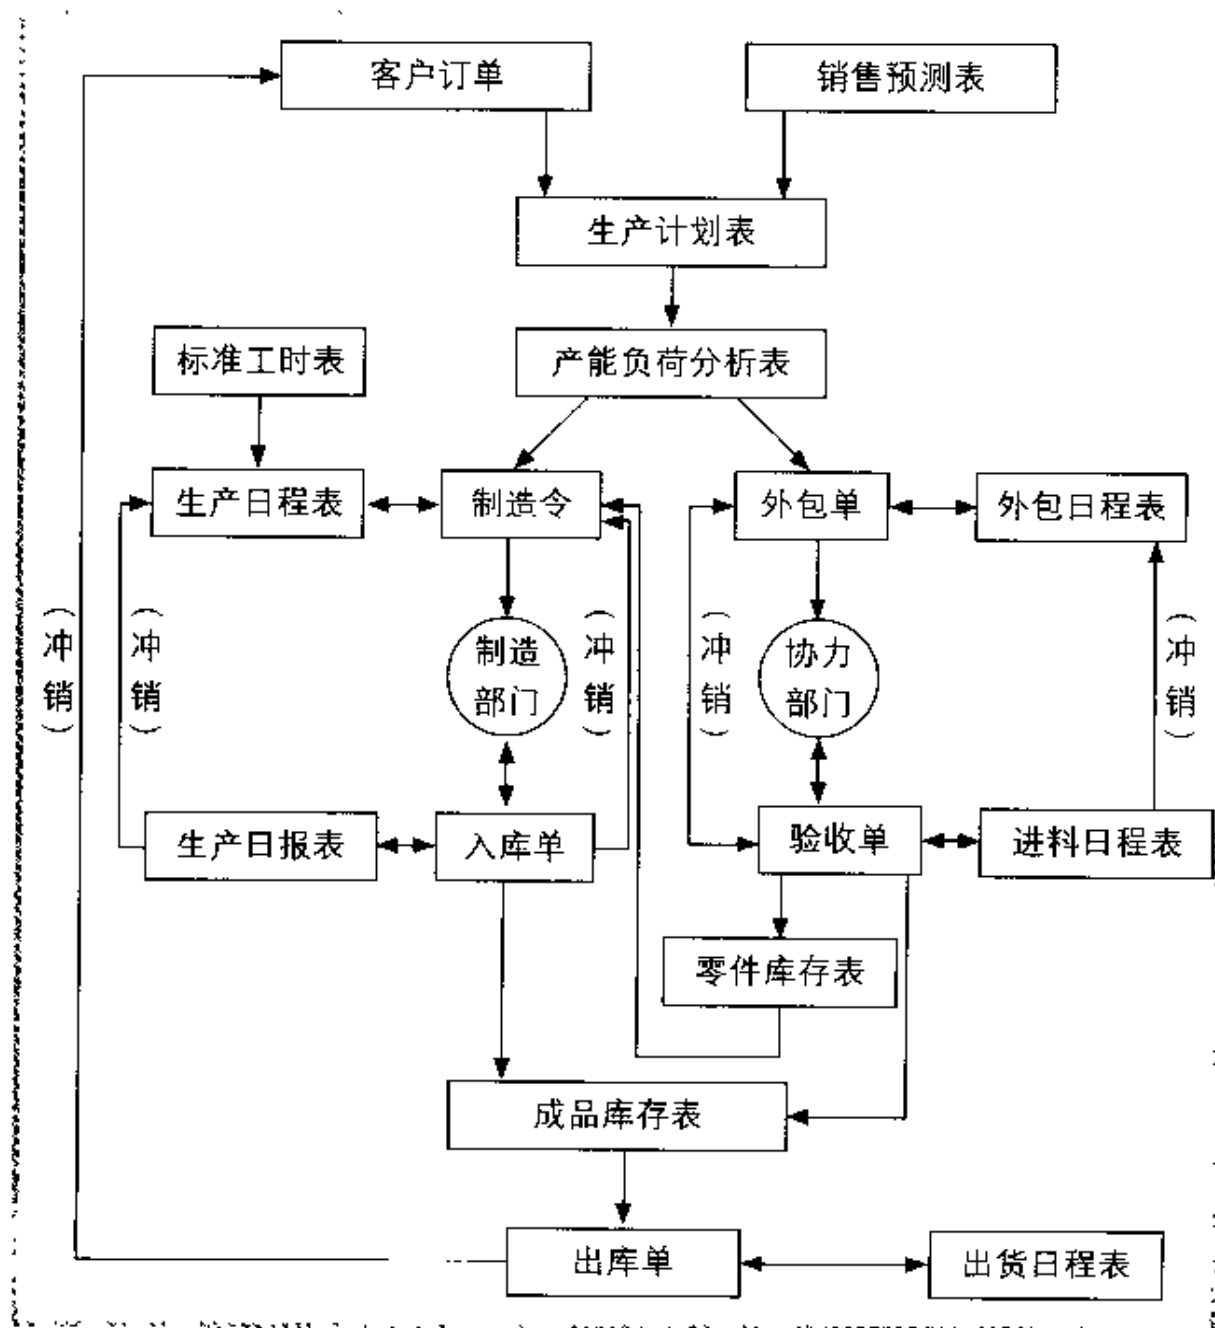 客户订单
销售预测表
生产计划表
标准工时表
产能负荷分析表
生产日程表
制造令
外包单
外包日程表
（冲销）
（冲销）
制造
部门
（冲销）
（冲销）
协力
部门
（冲销）
生产日报表
入库单
验收单
进料日程表
零件库存表
成品库存表
出库单
出货日程表